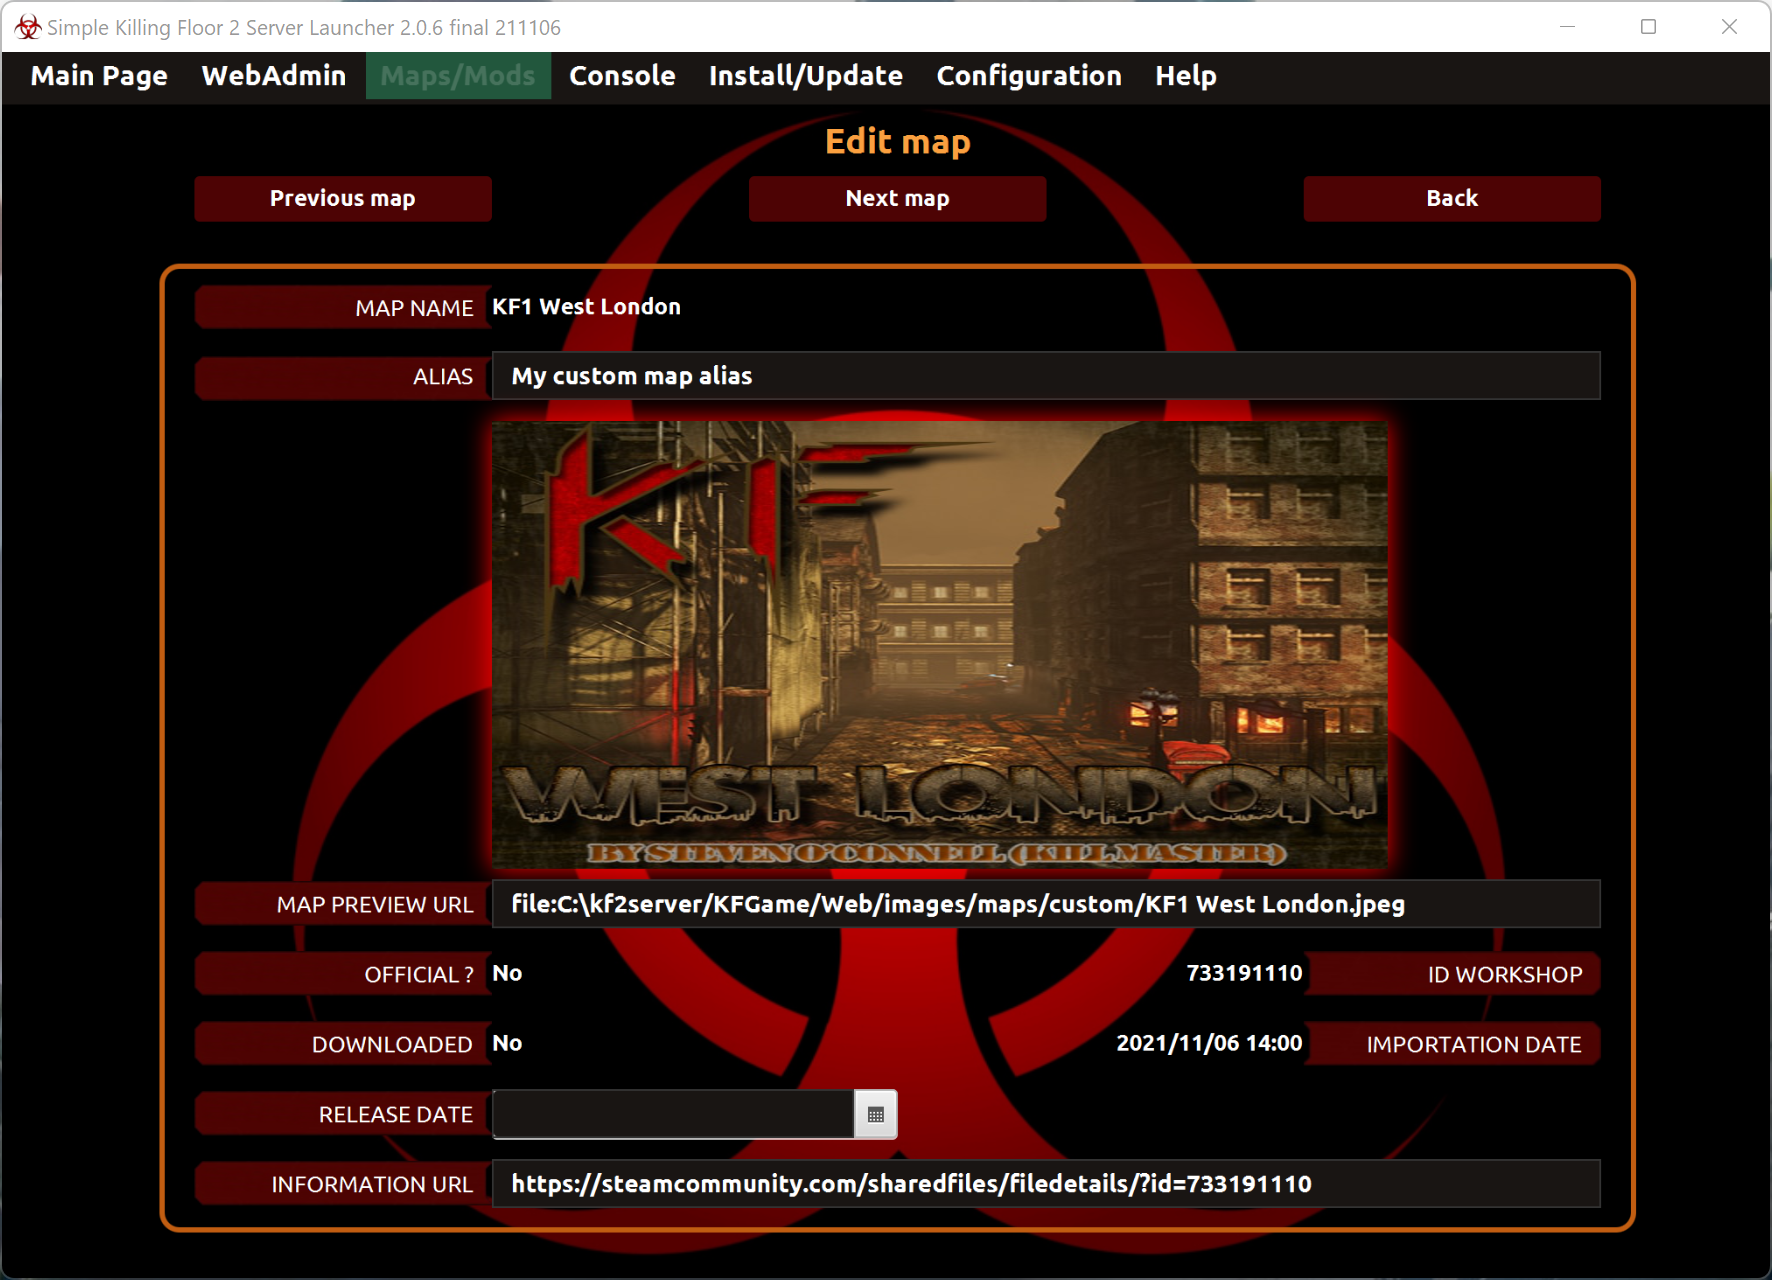 Simple Killing Floor 2 Server Launcher 2.0.6 final 211106
Main Page WebAdmin Maps/Mods Console Install/Update Configuration Help
Edit map
Previous map Next map Back
MAP NAME KF1 West London
ALIAS My custom map alias
KF
WEST LONDON
BY STEVEN O'CONNELL (KILLMASTER)
MAP PREVIEW URL file:C:\kf2server/KFGame/Web/images/maps/custom/KF1 West London.jpeg
OFFICIAL ? No 733191110 ID WORKSHOP
DOWNLOADED No 2021/11/06 14:00 IMPORTATION DATE
RELEASE DATE
INFORMATION URL https://steamcommunity.com/sharedfiles/filedetails/?id=733191110